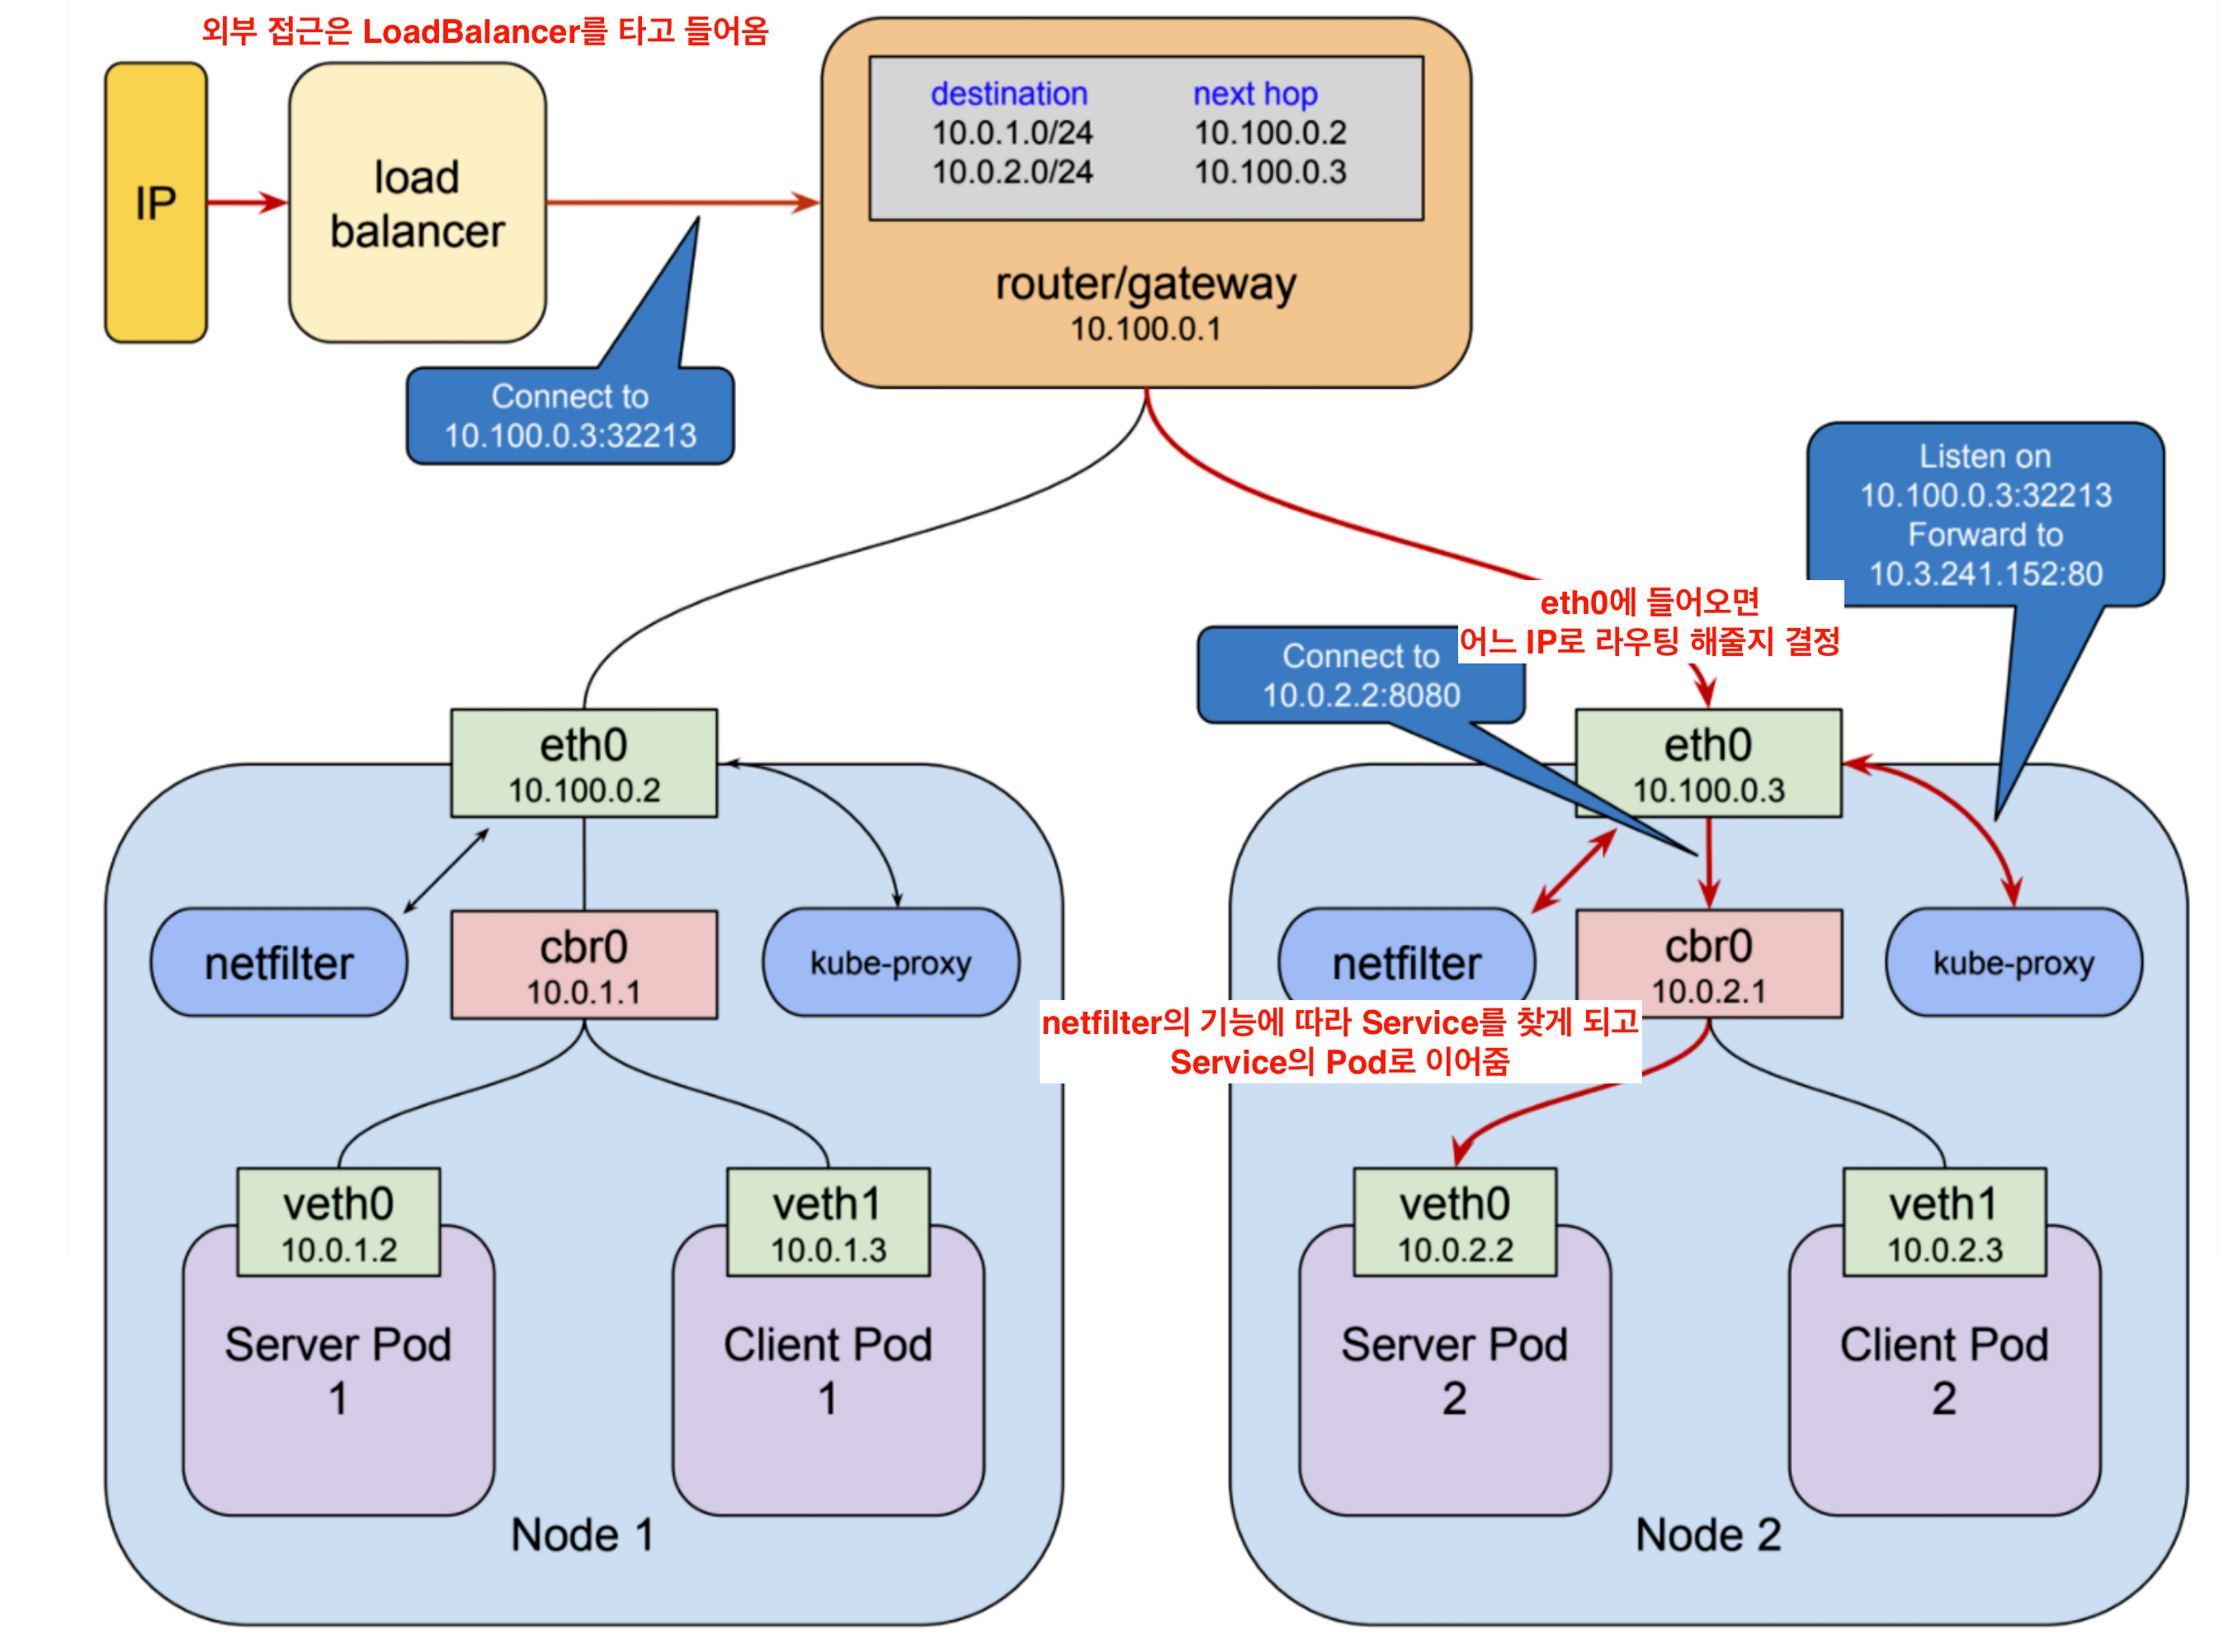 외부 접근은 LoadBalancer를 타고 들어옴
IP
load
balancer
destination next hop
10.0.1.0/24 10.100.0.2
10.0.2.0/24 10.100.0.3
router/gateway
10.100.0.1
Connect to
10.100.0.3:32213
Listen on
10.100.0.3:32213
Forward to
10.3.241.152:80
eth0에 들어오면
어느 IP로 라우팅 해줄지 결정
Connect to
10.0.2.2:8080
eth0
10.100.0.2
netfilter
cbr0
10.0.1.1
kube-proxy
veth0
10.0.1.2
Server Pod
1
veth1
10.0.1.3
Client Pod
1
Node 1
eth0
10.100.0.3
netfilter
cbr0
10.0.2.1
kube-proxy
netfilter의 기능에 따라 Service를 찾게 되고
Service의 Pod로 이어줌
veth0
10.0.2.2
Server Pod
2
veth1
10.0.2.3
Client Pod
2
Node 2